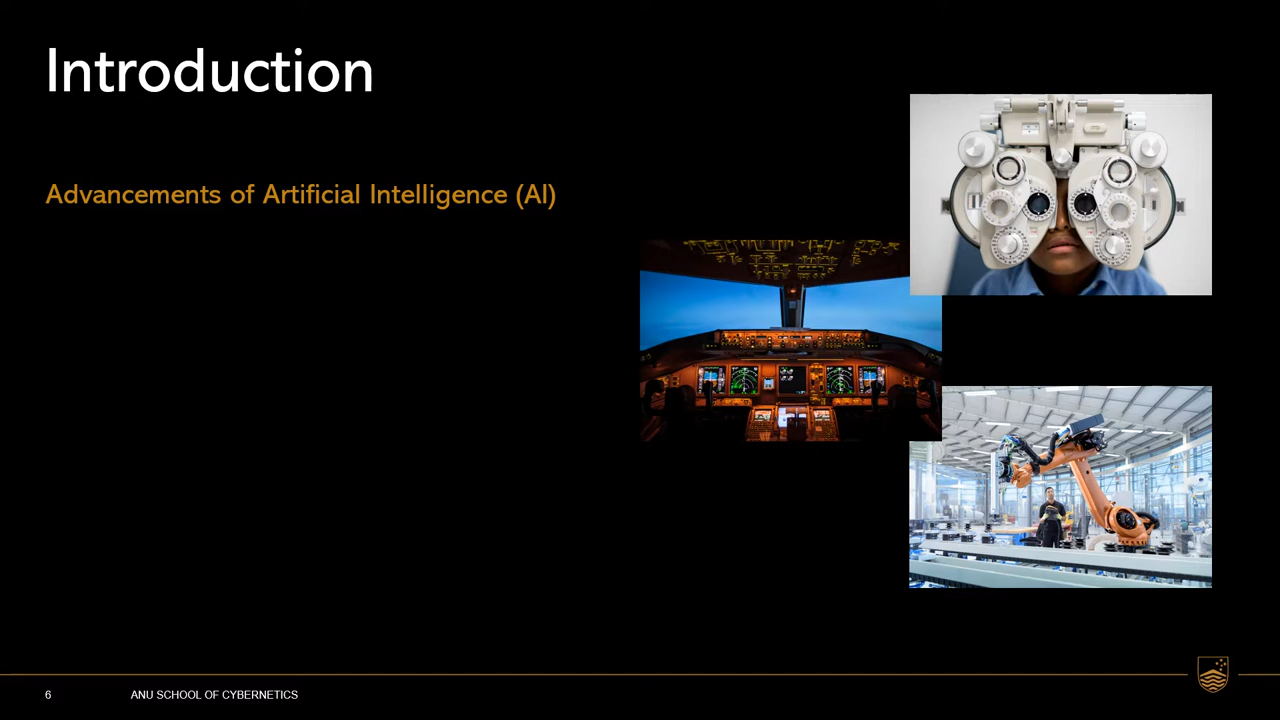 Introduction
Advancements of Artificial Intelligence (AI)
6
ANU SCHOOL OF CYBERNETICS